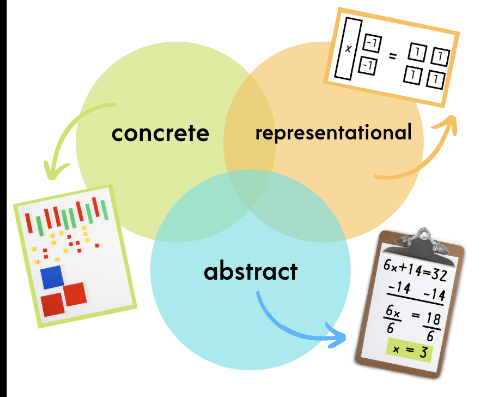 x -1 = 1 1
-1 1 1
concrete
representational
abstract
6x+14=32
-14 -14
6x = 18
6 6
x = 3